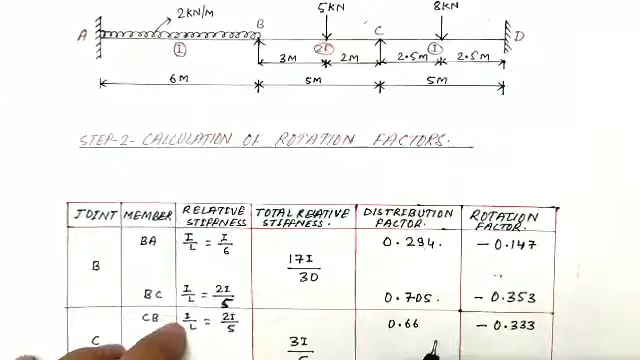 2KN/M 5KN 8KN
A B C D
I 2I I
3M 2M 2.5M 2.5M
6M 5M 5M
STEP-2- CALCULATION OF ROTATION FACTORS.
JOINT MEMBER RELATIVE STIFFNESS TOTAL RELATIVE STIFFNESS. DISTRIBUTION FACTOR. ROTATION FACTOR.
B BA I/L = I/6 17I/30 0.294. -0.147
BC I/L = 2I/5 0.705. -0.353
C CB I/L = 2I/5 3I/5 0.66 -0.333